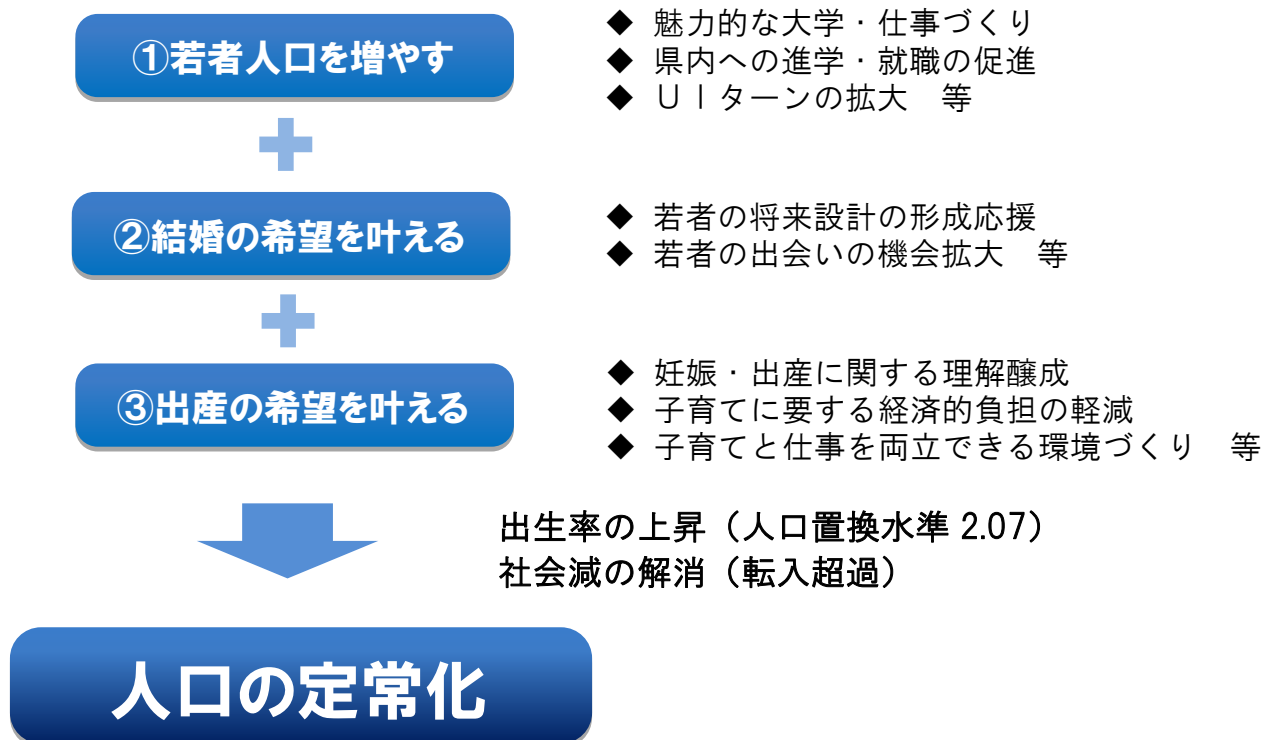 ①若者人口を増やす
◆ 魅力的な大学・仕事づくり
◆ 県内への進学・就職の促進
◆ ＵＩターンの拡大　等
②結婚の希望を叶える
◆ 若者の将来設計の形成応援
◆ 若者の出会いの機会拡大　等
③出産の希望を叶える
◆ 妊娠・出産に関する理解醸成
◆ 子育てに要する経済的負担の軽減
◆ 子育てと仕事を両立できる環境づくり　等
出生率の上昇（人口置換水準 2.07）
社会減の解消（転入超過）
人口の定常化